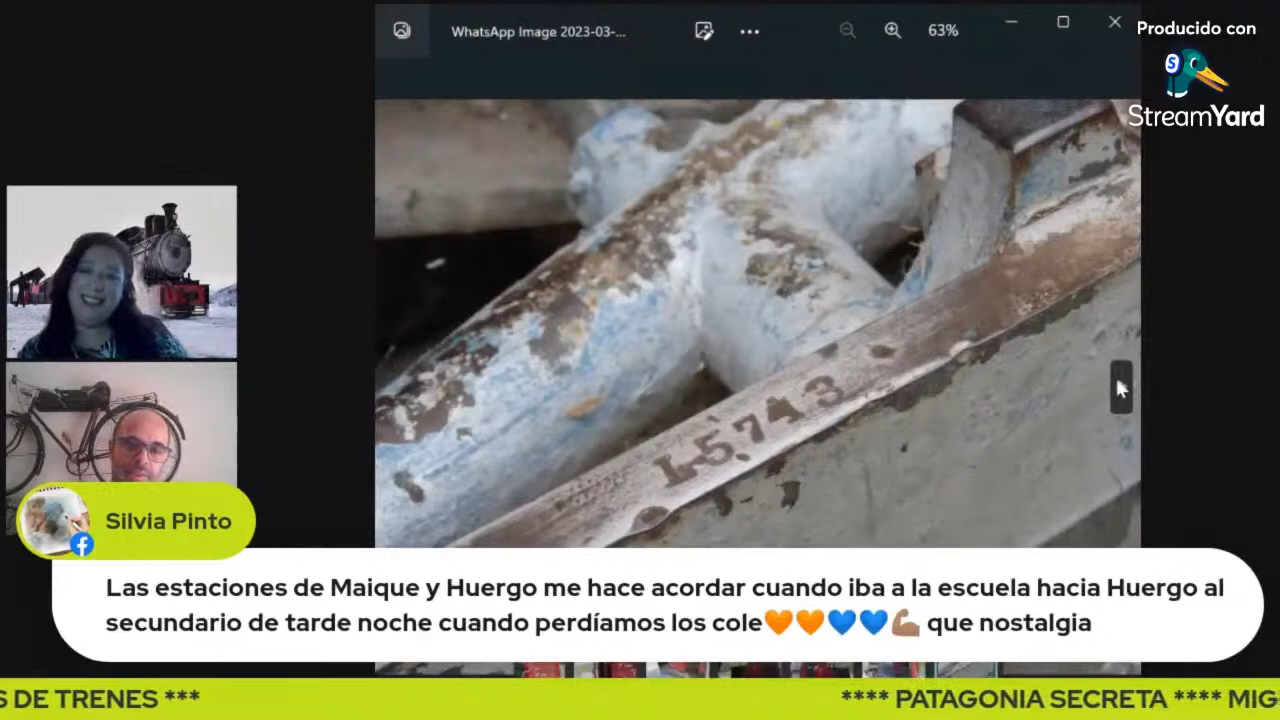 WhatsApp Image 2023-03-...
63%
Producido con
StreamYard
L5743
Silvia Pinto
Las estaciones de Maique y Huergo me hace acordar cuando iba a la escuela hacia Huergo al
secundario de tarde noche cuando perdíamos los cole🧡🧡💙💙💪🏽 que nostalgia
S DE TRENES *** **** PATAGONIA SECRETA **** MIG